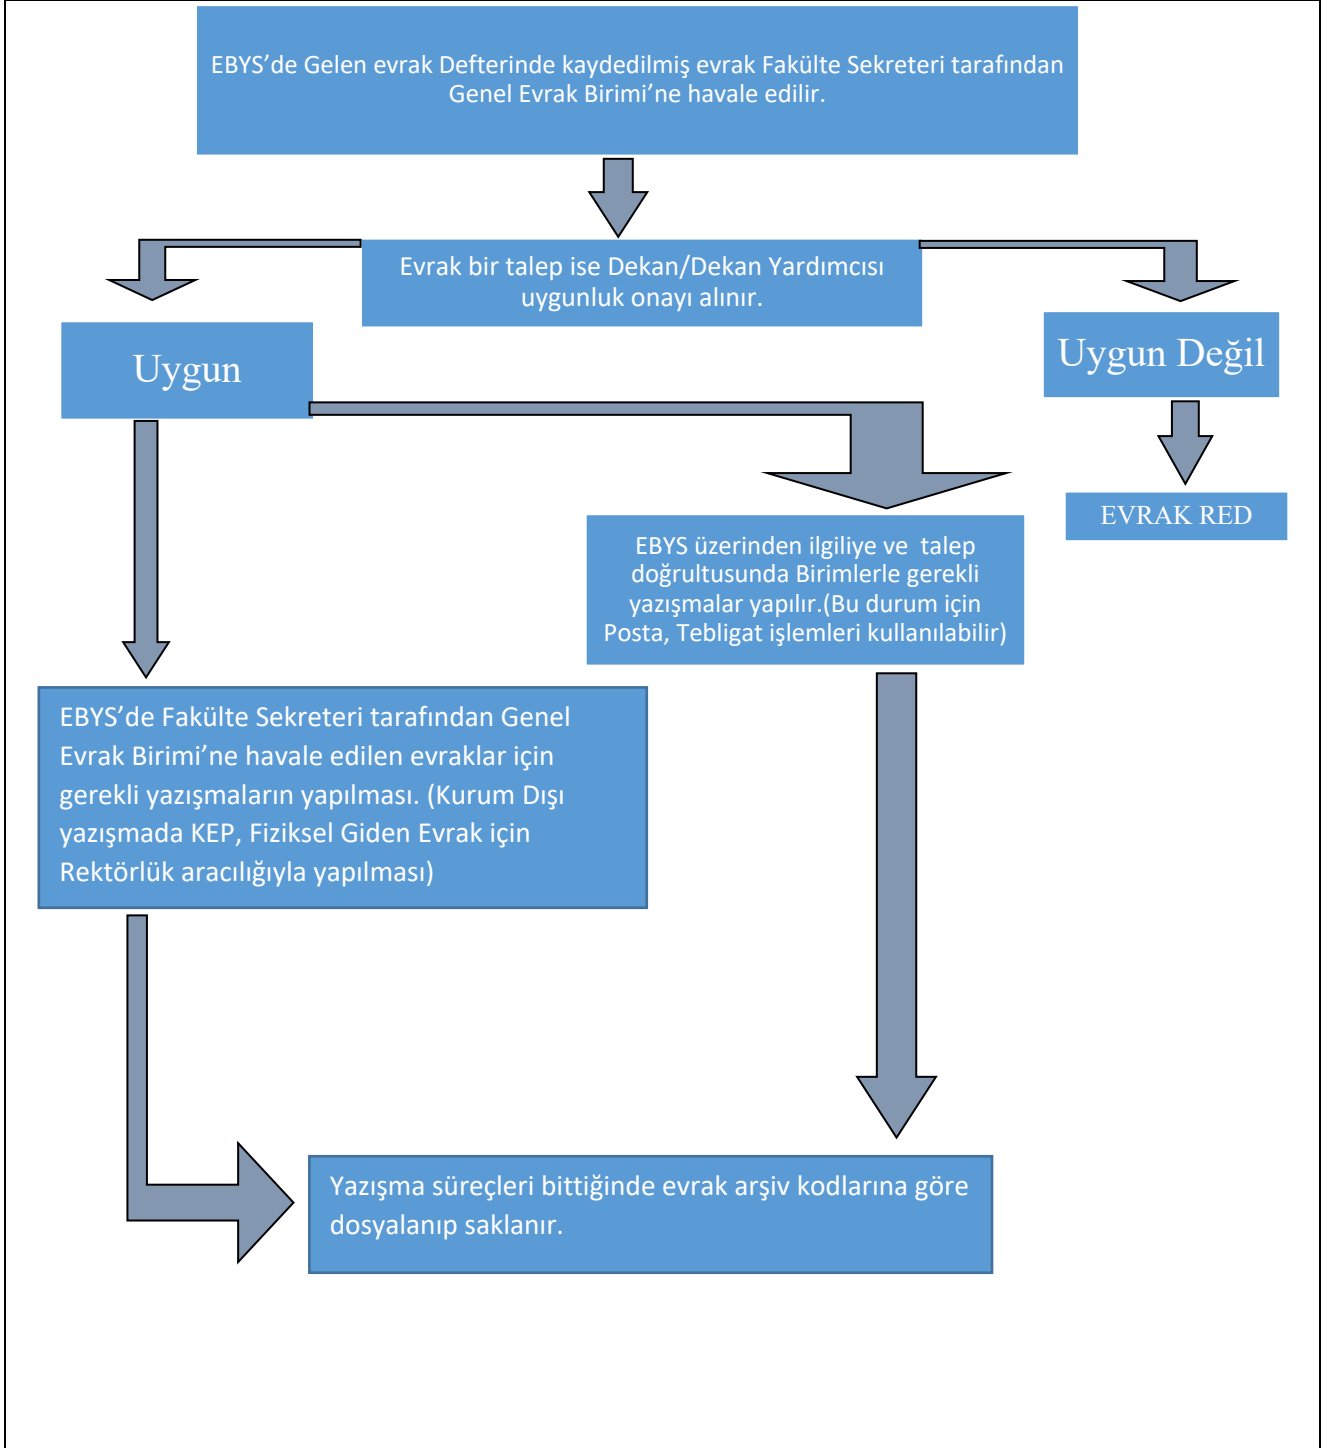 EBYS’de Gelen evrak Defterinde kaydedilmiş evrak Fakülte Sekreteri tarafından
Genel Evrak Birimi’ne havale edilir.
Evrak bir talep ise Dekan/Dekan Yardımcısı
uygunluk onayı alınır.
Uygun
Uygun Değil
EVRAK RED
EBYS üzerinden ilgiliye ve  talep
doğrultusunda Birimlerle gerekli
yazışmalar yapılır.(Bu durum için
Posta, Tebligat işlemleri kullanılabilir)
EBYS’de Fakülte Sekreteri tarafından Genel
Evrak Birimi’ne havale edilen evraklar için
gerekli yazışmaların yapılması. (Kurum Dışı
yazışmada KEP, Fiziksel Giden Evrak için
Rektörlük aracılığıyla yapılması)
Yazışma süreçleri bittiğinde evrak arşiv kodlarına göre
dosyalanıp saklanır.